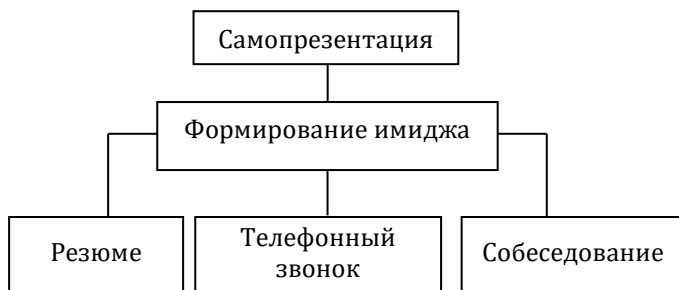 Самопрезентация
Формирование имиджа
Резюме
Телефонный
звонок
Собеседование